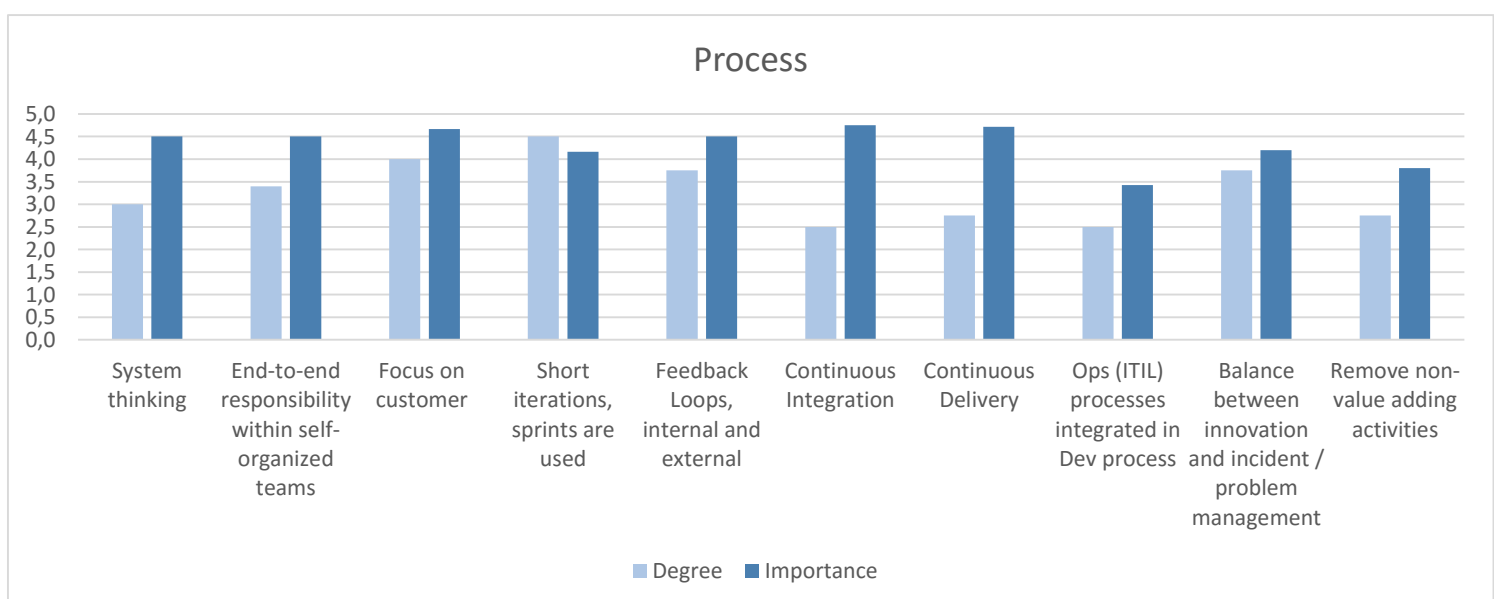 Process
5,0
4,5
4,0
3,5
3,0
2,5
2,0
1,5
1,0
0,5
0,0
System
thinking
End-to-end
responsibility
within self-
organized
teams
Focus on
customer
Short
iterations,
sprints are
used
Feedback
Loops,
internal and
external
Continuous
Integration
Continuous
Delivery
Ops (ITIL)
processes
integrated in
Dev process
Balance
between
innovation
and incident /
problem
management
Remove non-
value adding
activities
Degree
Importance